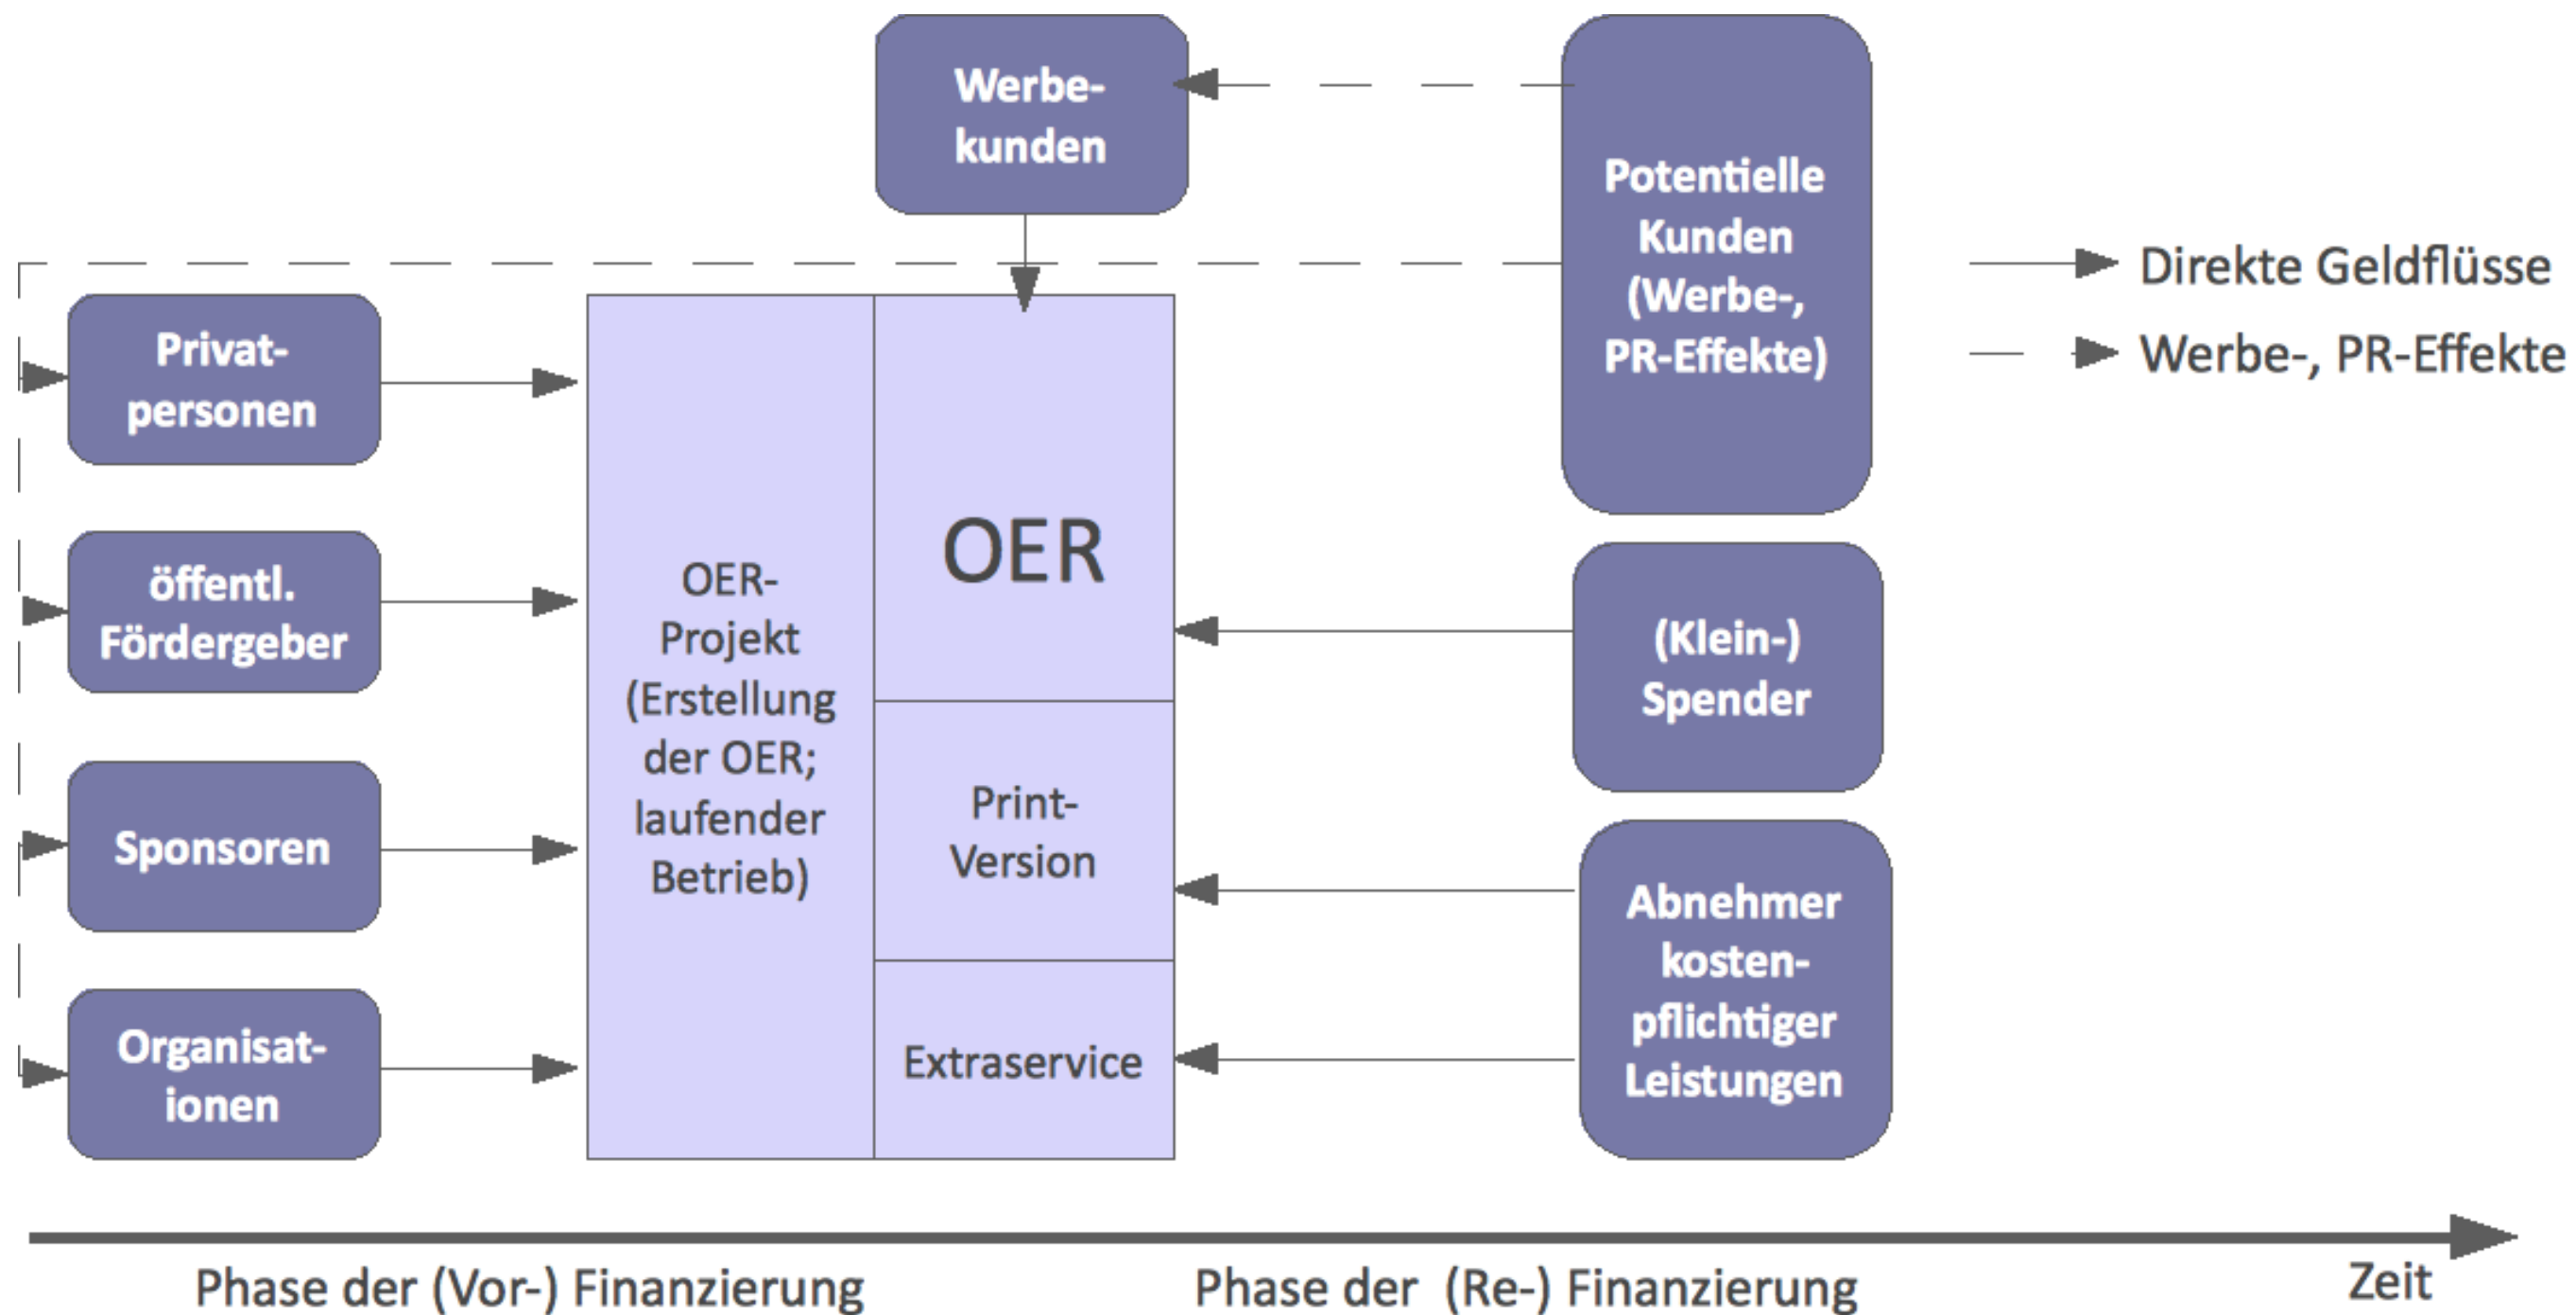 Werbe-
kunden
Potentielle
Kunden
(Werbe-,
PR-Effekte)
Direkte Geldflüsse
Werbe-, PR-Effekte
Privat-
personen
öffentl.
Fördergeber
Sponsoren
Organisat-
ionen
OER-
Projekt
(Erstellung
der OER;
laufender
Betrieb)
OER
Print-
Version
Extraservice
(Klein-)
Spender
Abnehmer
kosten-
pflichtiger
Leistungen
Phase der (Vor-) Finanzierung
Phase der (Re-) Finanzierung
Zeit